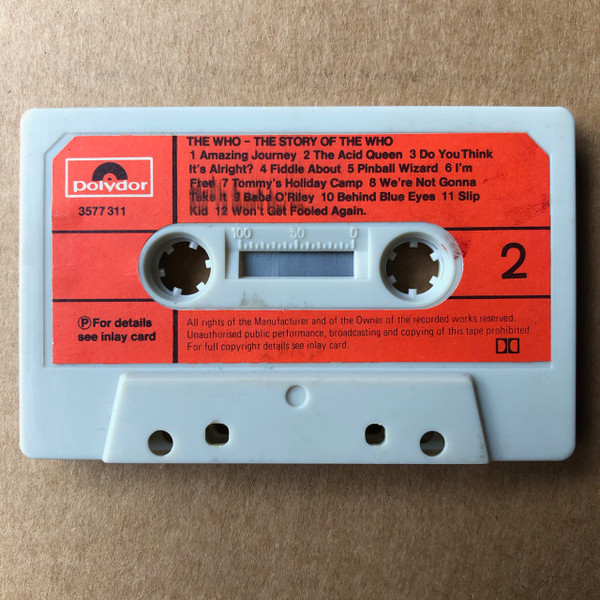 THE WHO – THE STORY OF THE WHO
1 Amazing Journey 2 The Acid Queen 3 Do You Think
It's Alright? 4 Fiddle About 5 Pinball Wizard 6 I'm
Fred 7 Tommy's Holiday Camp 8 We're Not Gonna
Take It 9 Baba O'Riley 10 Behind Blue Eyes 11 Slip
Kid 12 Won't Get Fooled Again.
polydor
3577 311
100 50 0
2
Ⓟ For details
see inlay card
All rights of the Manufacturer and of the Owner of the recorded works reserved.
Unauthorised public performance, broadcasting and copying of this tape prohibited.
For full copyright details see inlay card.